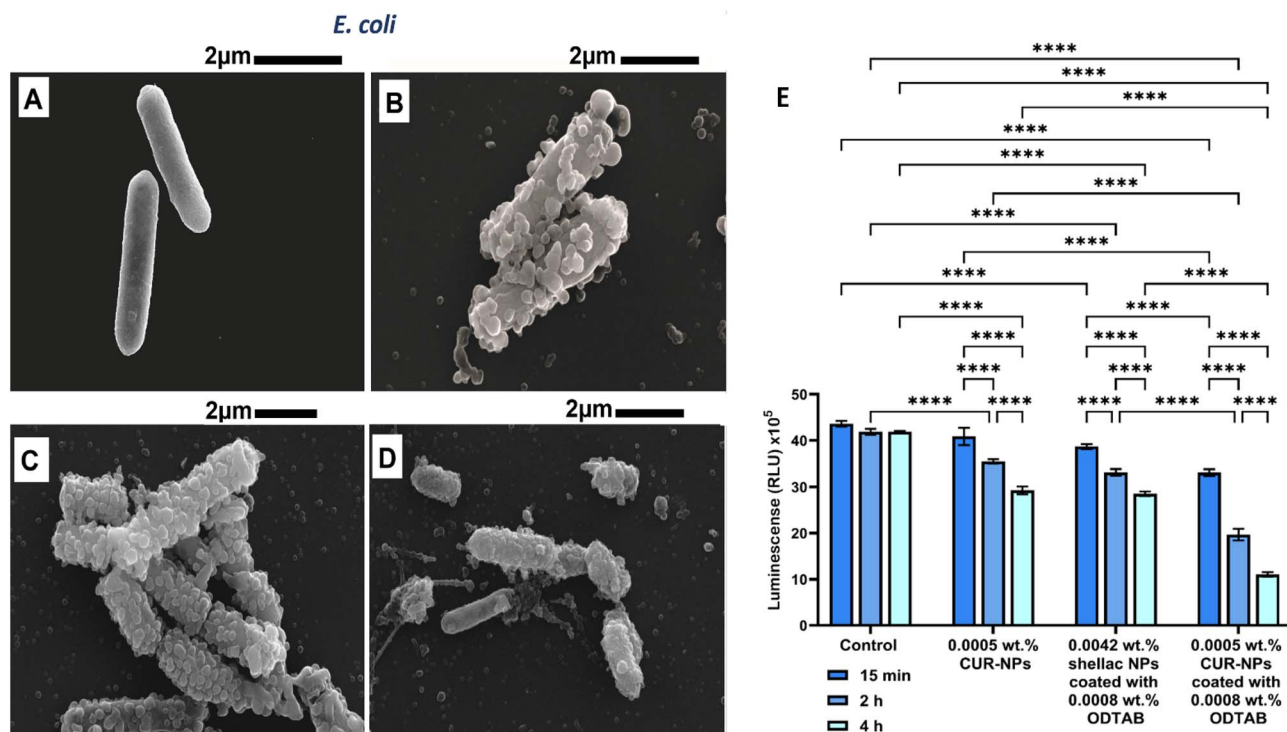 E. coli
2µm
2µm
A
B
2µm
2µm
C
D
E
****
****
****
****
****
****
****
****
**** ****
**** ****
**** **** ****
**** **** ****
**** **** **** **** ****
Luminescense (RLU) x10⁵
50
40
30
20
10
0
Control
0.0005 wt.%
CUR-NPs
0.0042 wt.%
shellac NPs
coated with
0.0008 wt.%
ODTAB
0.0005 wt.%
CUR-NPs
coated with
0.0008 wt.%
ODTAB
15 min
2 h
4 h